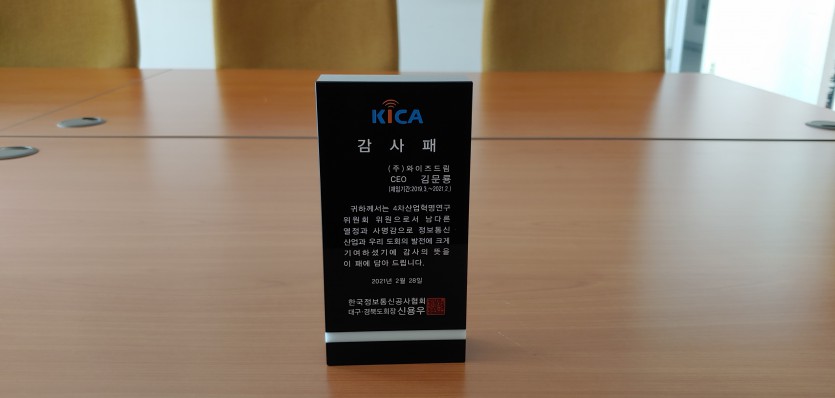 KICA
감 사 패
(주)와이즈드림
CEO 김문룡
(재임기간:2019.3.~2021.2.)
귀하께서는 4차산업혁명연구
위원회 위원으로서 남다른
열정과 사명감으로 정보통신
산업과 우리 도회의 발전에 크게
기여하셨기에 감사의 뜻을
이 패에 담아 드립니다.
2021년 2월 28일
한국정보통신공사협회
대구·경북도회장 신용우